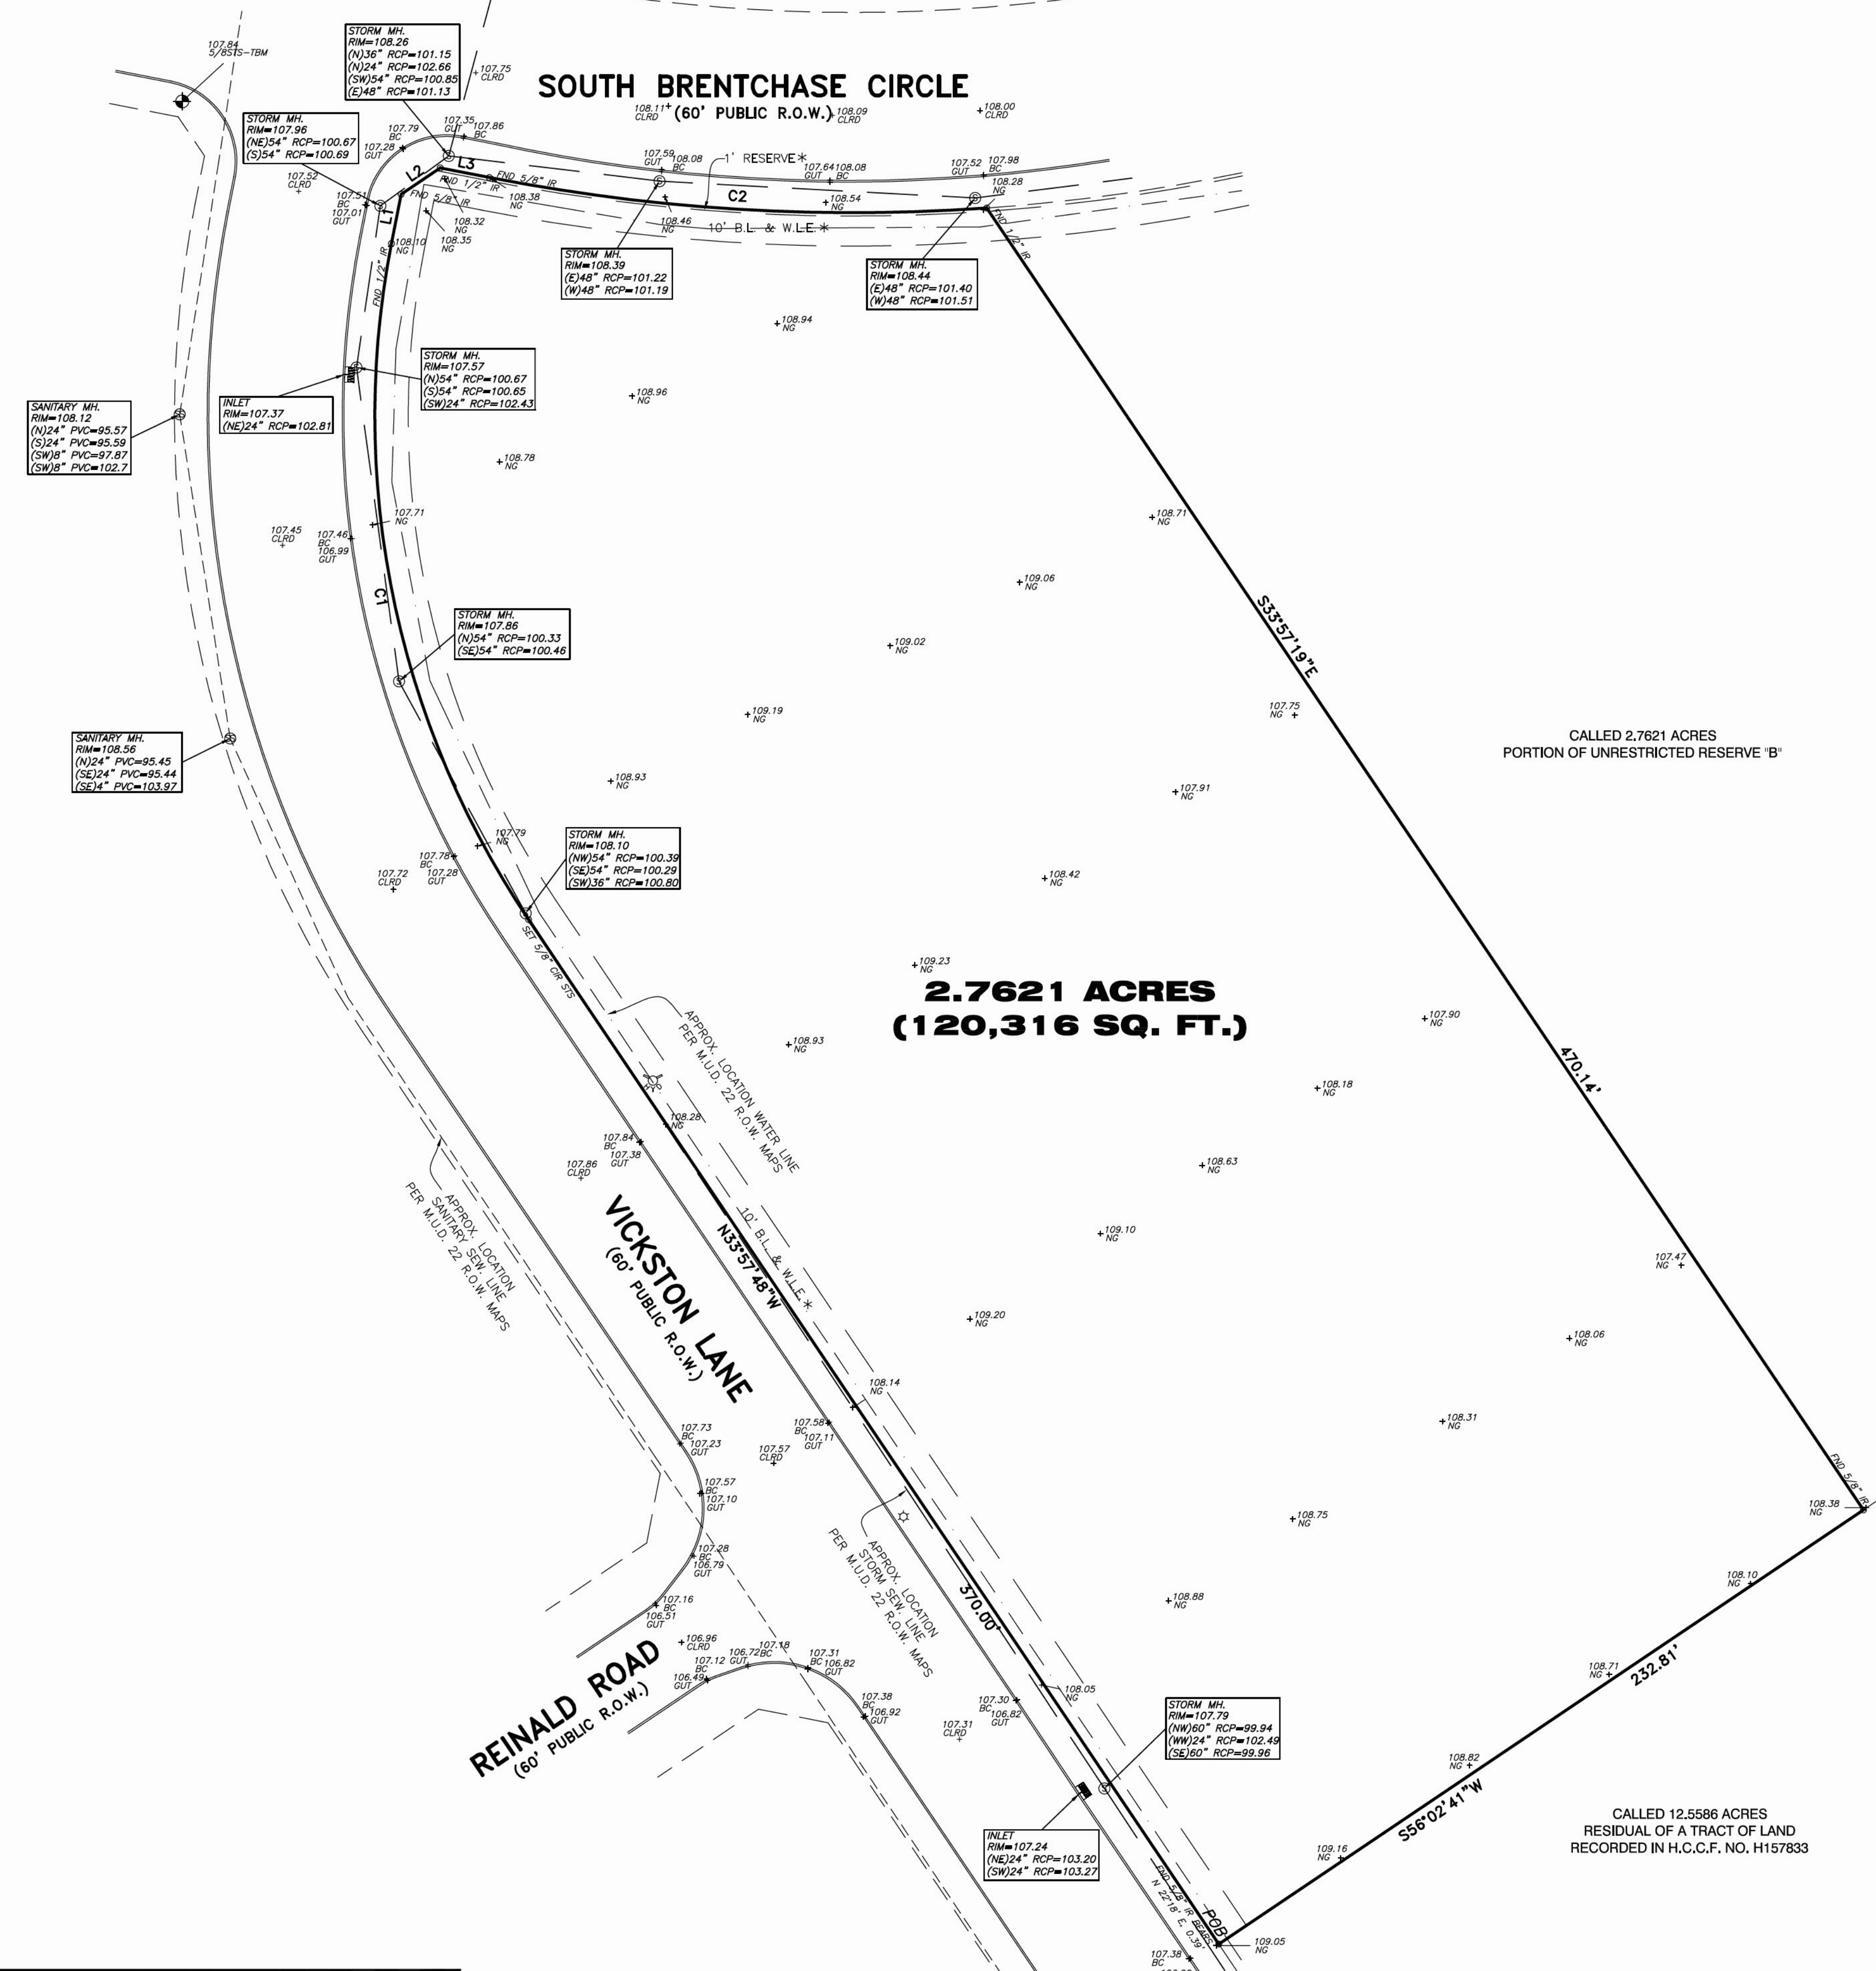 107.84
5/8STS-TBM
STORM MH.
RIM=108.26
(N)36" RCP=101.15
(N)24" RCP=102.66
(SW)54" RCP=100.85
(E)48" RCP=101.13
107.75
CLRD
SOUTH BRENTCHASE CIRCLE
(60' PUBLIC R.O.W.)
108.11
CLRD
108.09
CLRD
108.00
CLRD
STORM MH.
RIM=107.96
(NE)54" RCP=100.67
(S)54" RCP=100.69
107.79
BC
107.28
GUT
107.35
GUT
107.86
BC
107.52
CLRD
107.51
BC
107.01
GUT
L1
L2
L3
FND 1/2" IR
FND 5/8" IR
FND 5/8" IR
108.38
NG
108.32
NG
108.35
NG
108.10
NG
FND 1/2" IR
107.59
GUT
108.08
BC
1' RESERVE*
107.64
GUT
108.08
BC
107.52
GUT
107.98
BC
108.28
NG
C2
108.54
NG
108.46
NG
10' B.L. & W.L.E.*
FND 1/2" IR
STORM MH.
RIM=108.39
(E)48" RCP=101.22
(W)48" RCP=101.19
STORM MH.
RIM=108.44
(E)48" RCP=101.40
(W)48" RCP=101.51
108.94
NG
108.96
NG
108.78
NG
STORM MH.
RIM=107.57
(N)54" RCP=100.67
(S)54" RCP=100.65
(SW)24" RCP=102.43
INLET
RIM=107.37
(NE)24" RCP=102.81
SANITARY MH.
RIM=108.12
(N)24" PVC=95.57
(S)24" PVC=95.59
(SW)8" PVC=97.87
(SW)8" PVC=102.7
107.45
CLRD
107.46
BC
106.99
GUT
107.71
NG
C1
108.71
NG
109.06
NG
109.02
NG
S33°57'19"E
STORM MH.
RIM=107.86
(N)54" RCP=100.33
(SE)54" RCP=100.46
109.19
NG
107.75
NG
CALLED 2.7621 ACRES
PORTION OF UNRESTRICTED RESERVE "B"
SANITARY MH.
RIM=108.56
(N)24" PVC=95.45
(SE)24" PVC=95.44
(SE)4" PVC=103.97
108.93
NG
107.91
NG
107.79
NG
107.78
BC
107.28
GUT
107.72
CLRD
STORM MH.
RIM=108.10
(NW)54" RCP=100.39
(SE)54" RCP=100.29
(SW)36" RCP=100.80
108.42
NG
SET 5/8" CIR STS
109.23
NG
2.7621 ACRES
(120,316 SQ. FT.)
107.90
NG
108.93
NG
470.14'
APPROX. LOCATION WATER LINE
PER M.U.D. 22 R.O.W. MAPS
108.18
NG
108.28
NG
107.84
BC
107.38
GUT
107.86
CLRD
108.63
NG
APPROX. LOCATION
SANITARY SEW. LINE
PER M.U.D. 22 R.O.W. MAPS
VICKSTON LANE
(60' PUBLIC R.O.W.)
N33°57'48"W
10' B.L. & W.L.E.*
109.10
NG
107.47
NG
109.20
NG
108.06
NG
108.14
NG
107.73
BC
107.23
GUT
107.58
BC
107.11
GUT
107.57
CLRD
108.31
NG
107.57
BC
107.10
GUT
FND 5/8" IR
108.38
NG
108.75
NG
APPROX. LOCATION
STORM SEW. LINE
PER M.U.D. 22 R.O.W. MAPS
107.28
BC
106.79
GUT
107.16
BC
106.51
GUT
370.00'
108.88
NG
108.10
NG
106.96
CLRD
107.12
BC
106.49
GUT
106.72
GUT
107.18
BC
107.31
BC
106.82
GUT
REINALD ROAD
(60' PUBLIC R.O.W.)
107.38
BC
106.92
GUT
108.05
NG
107.30
BC
106.82
GUT
107.31
CLRD
108.71
NG
232.81'
STORM MH.
RIM=107.79
(NW)60" RCP=99.94
(WW)24" RCP=102.49
(SE)60" RCP=99.96
108.82
NG
S56°02'41"W
INLET
RIM=107.24
(NE)24" RCP=103.20
(SW)24" RCP=103.27
109.16
NG
CALLED 12.5586 ACRES
RESIDUAL OF A TRACT OF LAND
RECORDED IN H.C.C.F. NO. H157833
FND 5/8" IR BEARS
N 22°18' E, 0.39'
POB
109.05
NG
107.38
BC